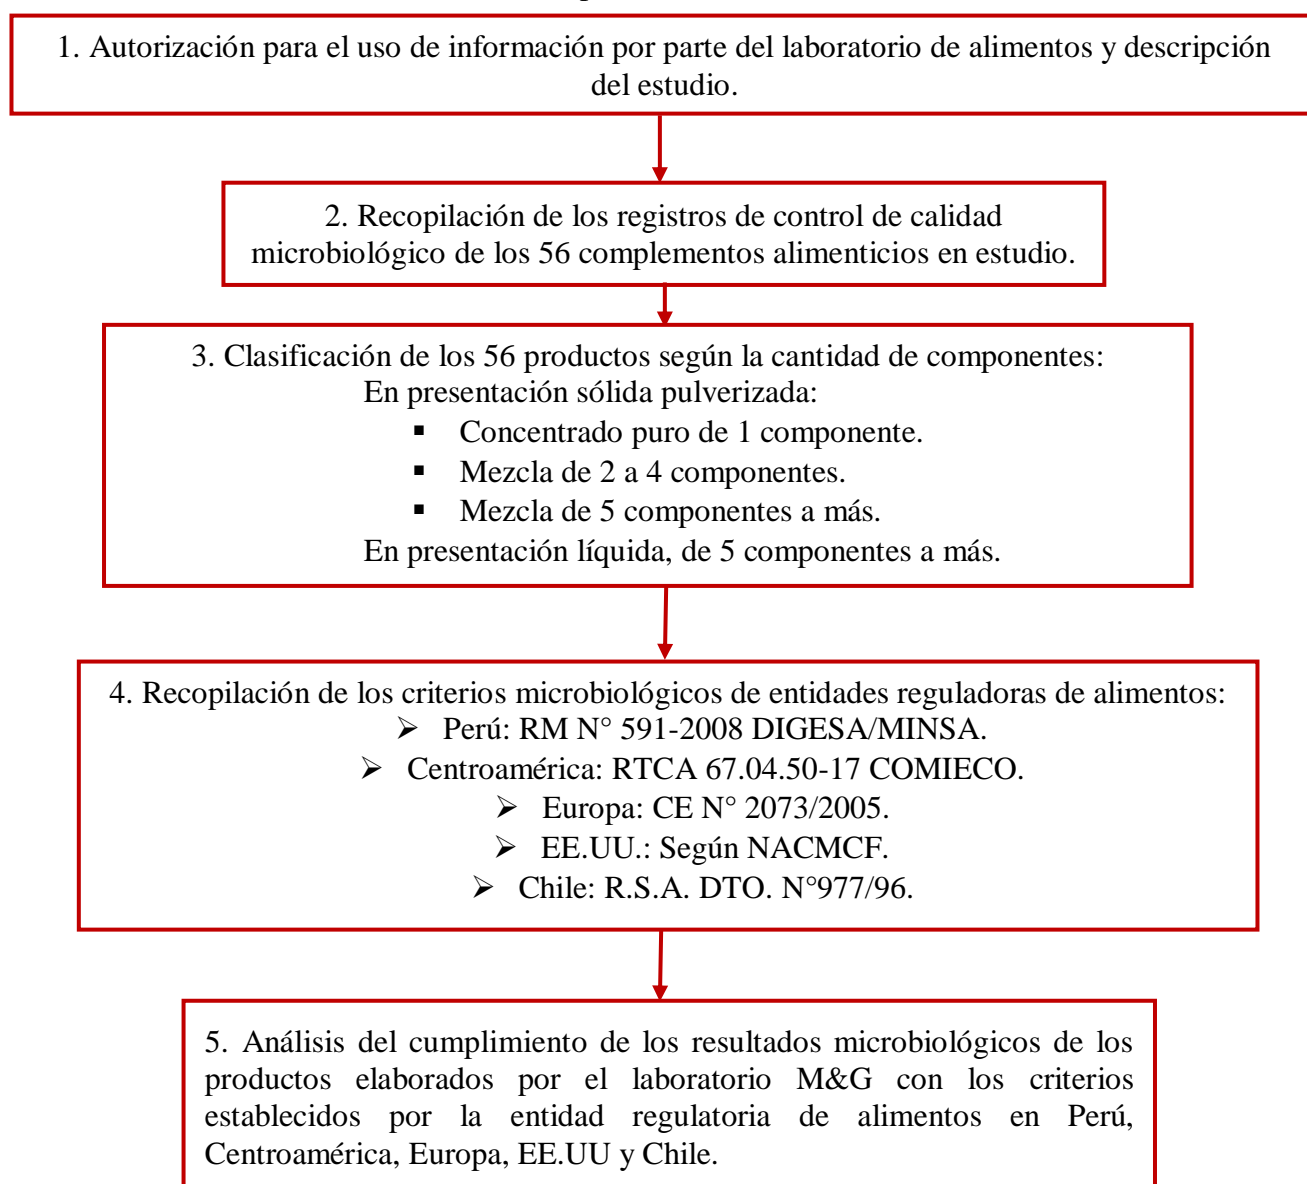 1. Autorización para el uso de información por parte del laboratorio de alimentos y descripción
del estudio.
2. Recopilación de los registros de control de calidad
microbiológico de los 56 complementos alimenticios en estudio.
3. Clasificación de los 56 productos según la cantidad de componentes:
En presentación sólida pulverizada:
▪ Concentrado puro de 1 componente.
▪ Mezcla de 2 a 4 componentes.
▪ Mezcla de 5 componentes a más.
En presentación líquida, de 5 componentes a más.
4. Recopilación de los criterios microbiológicos de entidades reguladoras de alimentos:
➢ Perú: RM N° 591-2008 DIGESA/MINSA.
➢ Centroamérica: RTCA 67.04.50-17 COMIECO.
➢ Europa: CE N° 2073/2005.
➢ EE.UU.: Según NACMCF.
➢ Chile: R.S.A. DTO. N°977/96.
5. Análisis del cumplimiento de los resultados microbiológicos de los
productos elaborados por el laboratorio M&G con los criterios
establecidos por la entidad regulatoria de alimentos en Perú,
Centroamérica, Europa, EE.UU y Chile.